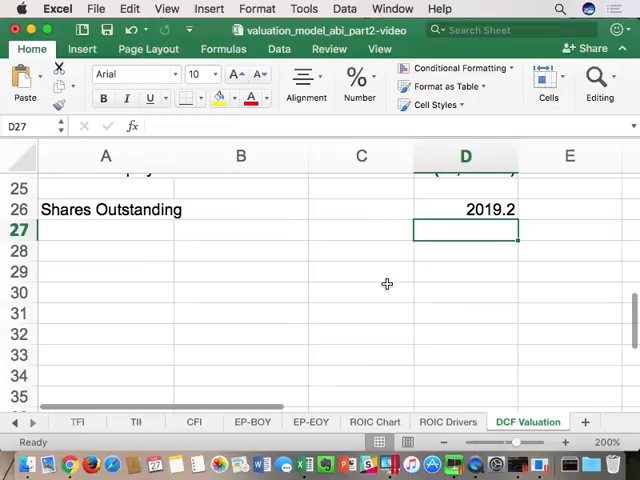 Excel File Edit View Insert Format Tools Data Window Help
valuation_model_abi_part2-video
Search Sheet
Home Insert Page Layout Formulas Data Review View Share
Paste
Arial 10
B I U
A
Alignment
%
Number
Conditional Formatting
Format as Table
Cell Styles
Cells
Editing
D27 fx
A B C D E
25
26 Shares Outstanding 2019.2
27
28
29
30
31
32
33
34
35
TFI TII CFI EP-BOY EP-EOY ROIC Chart ROIC Drivers DCF Valuation +
Ready 200%